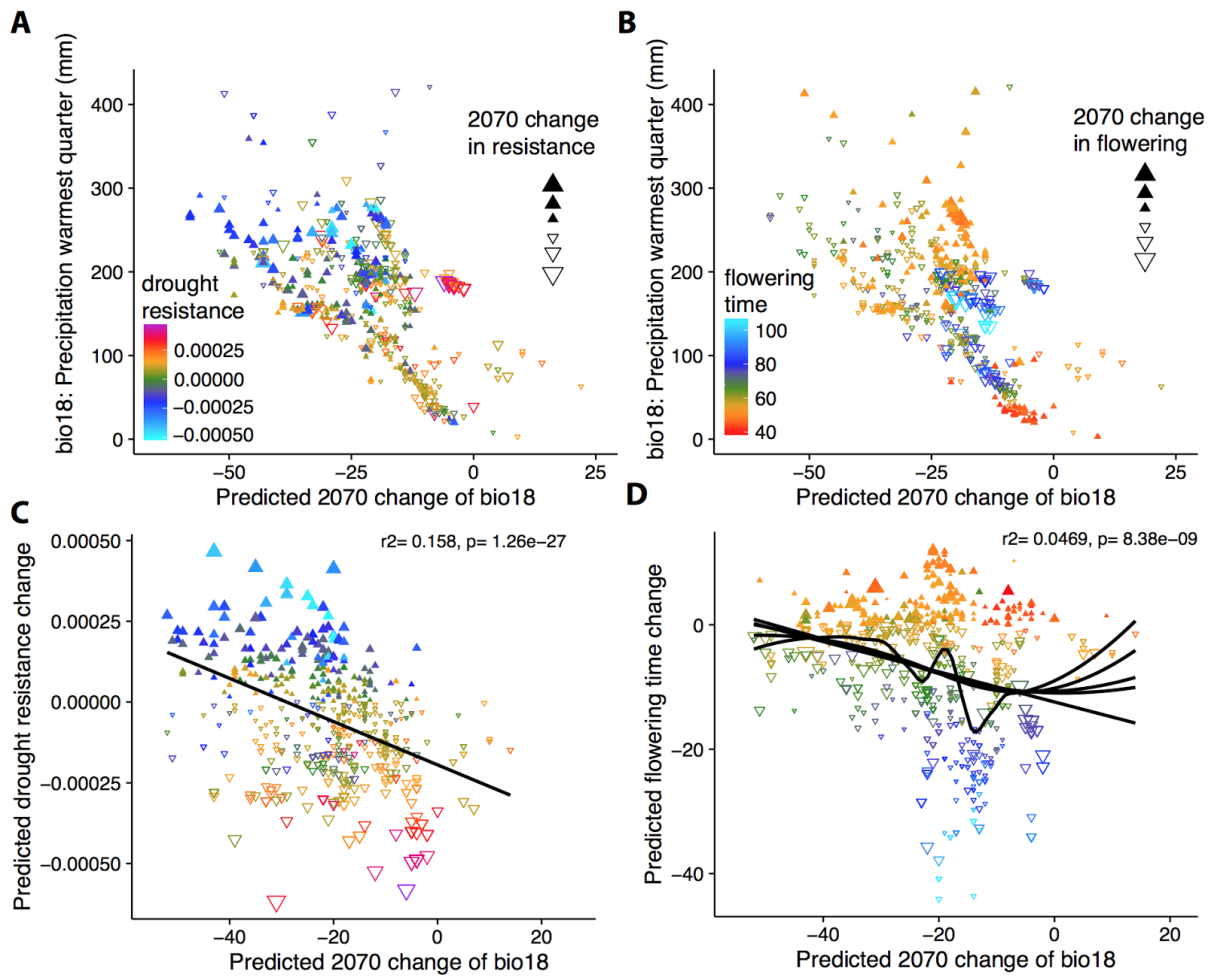 A
bio18: Precipitation warmest quarter (mm)
400
300
200
100
0
2070 change
in resistance
drought
resistance
0.00025
0.00000
−0.00025
−0.00050
−50
−25
0
25
Predicted 2070 change of bio18
B
bio18: Precipitation warmest quarter (mm)
400
300
200
100
0
2070 change
in flowering
flowering
time
100
80
60
40
−50
−25
0
25
Predicted 2070 change of bio18
C
Predicted drought resistance change
0.00050
0.00025
0.00000
−0.00025
−0.00050
r2= 0.158, p= 1.26e−27
−40
−20
0
20
Predicted 2070 change of bio18
D
Predicted flowering time change
0
−20
−40
r2= 0.0469, p= 8.38e−09
−40
−20
0
20
Predicted 2070 change of bio18